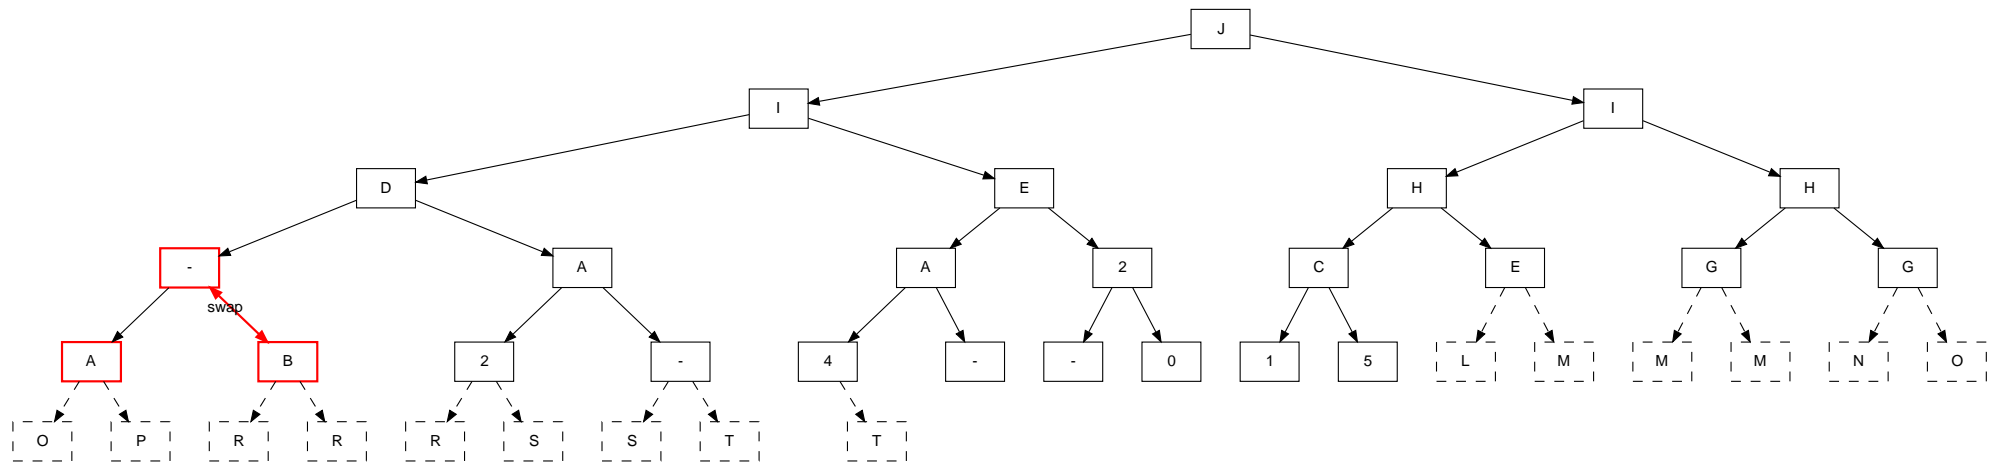 J
I I
D E H H
- A A 2 C E G G
swap
A B 2 - 4 - - 0 1 5 L M M M N O
O P R R R S S T T